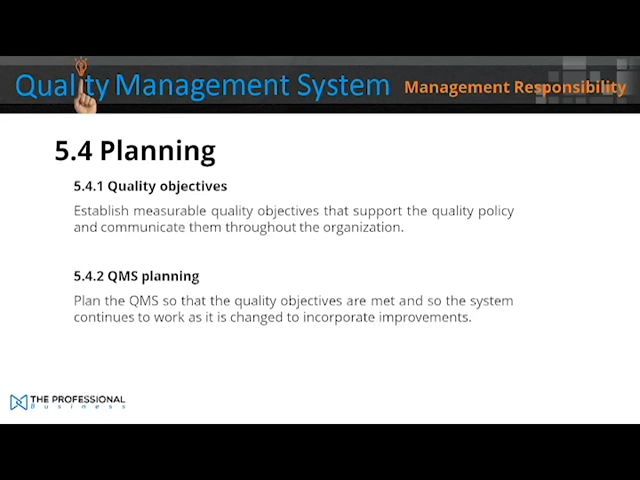 Quality Management System Management Responsibility
5.4 Planning
5.4.1 Quality objectives
Establish measurable quality objectives that support the quality policy
and communicate them throughout the organization.
5.4.2 QMS planning
Plan the QMS so that the quality objectives are met and so the system
continues to work as it is changed to incorporate improvements.
THE PROFESSIONAL
Business